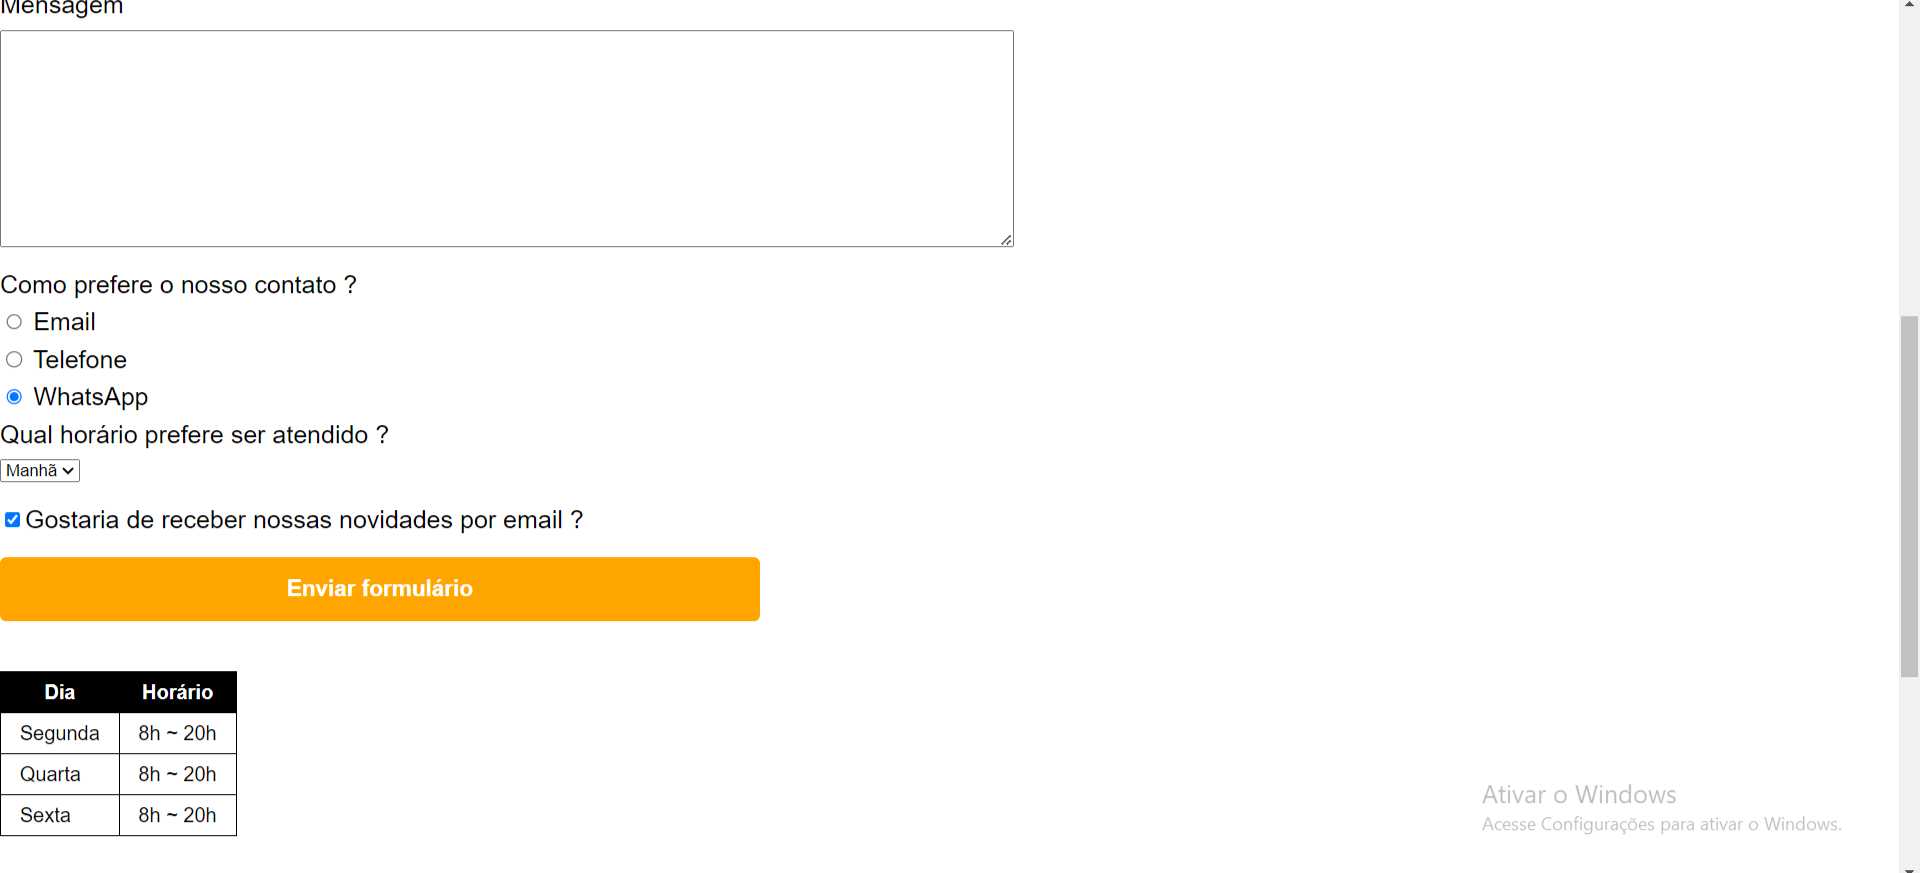 Mensagem
Como prefere o nosso contato ?
Email
Telefone
WhatsApp
Qual horário prefere ser atendido ?
Manhã
Gostaria de receber nossas novidades por email ?
Enviar formulário
Dia Horário
Segunda 8h ~ 20h
Quarta 8h ~ 20h
Sexta 8h ~ 20h
Ativar o Windows
Acesse Configurações para ativar o Windows.